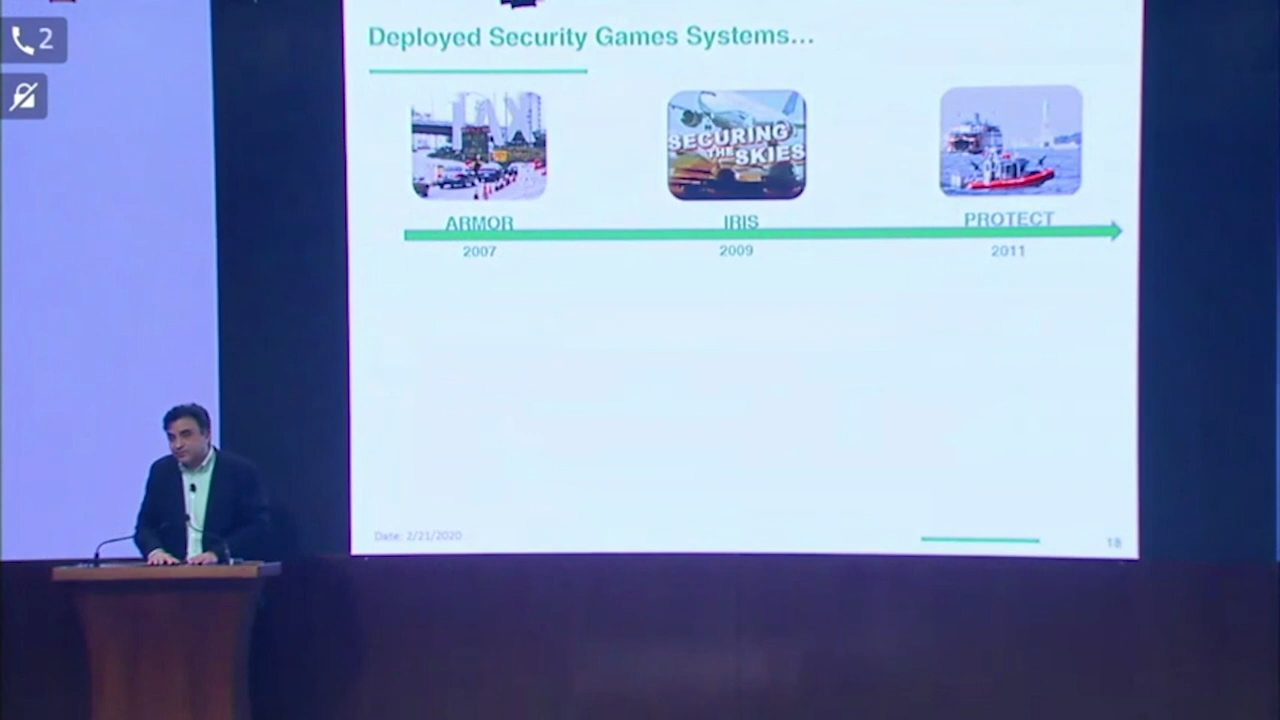 2
Deployed Security Games Systems...
LAX
SECURING
THE SKIES
ARMOR
IRIS
PROTECT
2007
2009
2011
Date: 2/21/2020
18